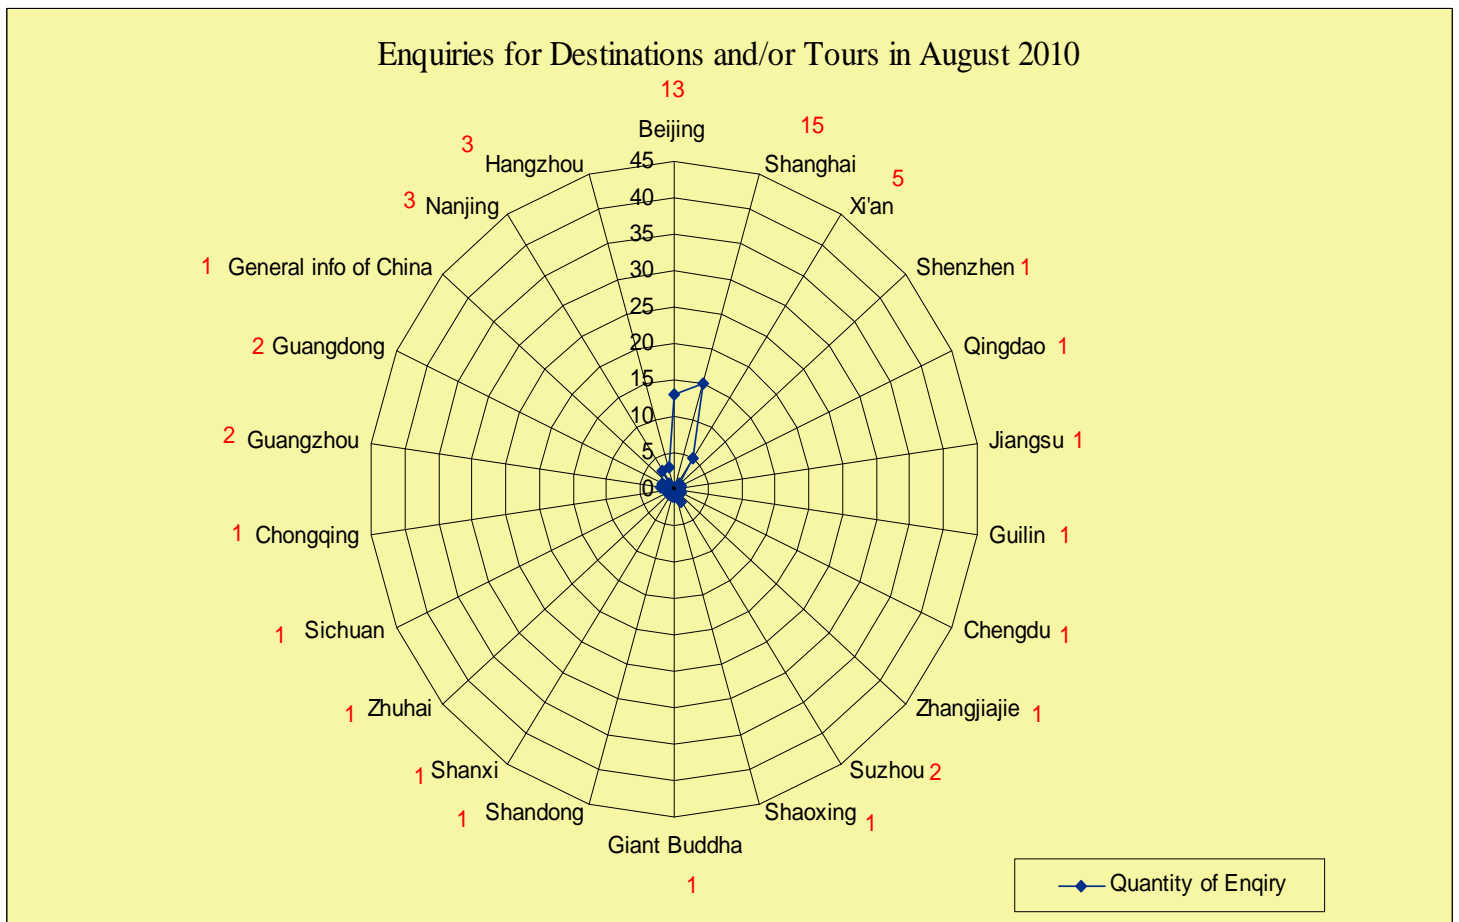 Enquiries for Destinations and/or Tours in August 2010
13
Beijing
15
Shanghai
5
Xi'an
Shenzhen 1
Qingdao 1
Jiangsu 1
Guilin 1
Chengdu 1
Zhangjiajie 1
Suzhou 2
Shaoxing 1
Giant Buddha
1
Shandong
1
Shanxi
1
Zhuhai
1
Sichuan
1
Chongqing
1
Guangzhou
2
Guangdong
2
General info of China
1
Nanjing
3
Hangzhou
3
45
40
35
30
25
20
15
10
5
0
Quantity of Enqiry